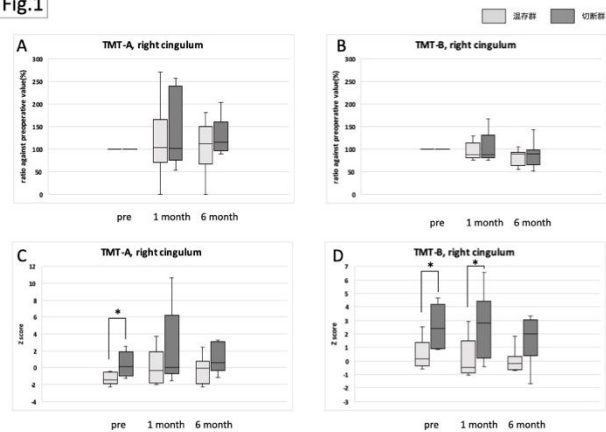 Fig.1
温存群 切断群
A
TMT-A, right cingulum
ratio against preoperative value(%)
300
250
200
150
100
50
0
pre 1 month 6 month
B
TMT-B, right cingulum
ratio against preoperative value(%)
300
250
200
150
100
50
0
pre 1 month 6 month
C
TMT-A, right cingulum
Z score
12
10
8
6
4
2
0
-2
-4
*
pre 1 month 6 month
D
TMT-B, right cingulum
Z score
7
6
5
4
3
2
1
0
-1
-2
-3
* *
pre 1 month 6 month